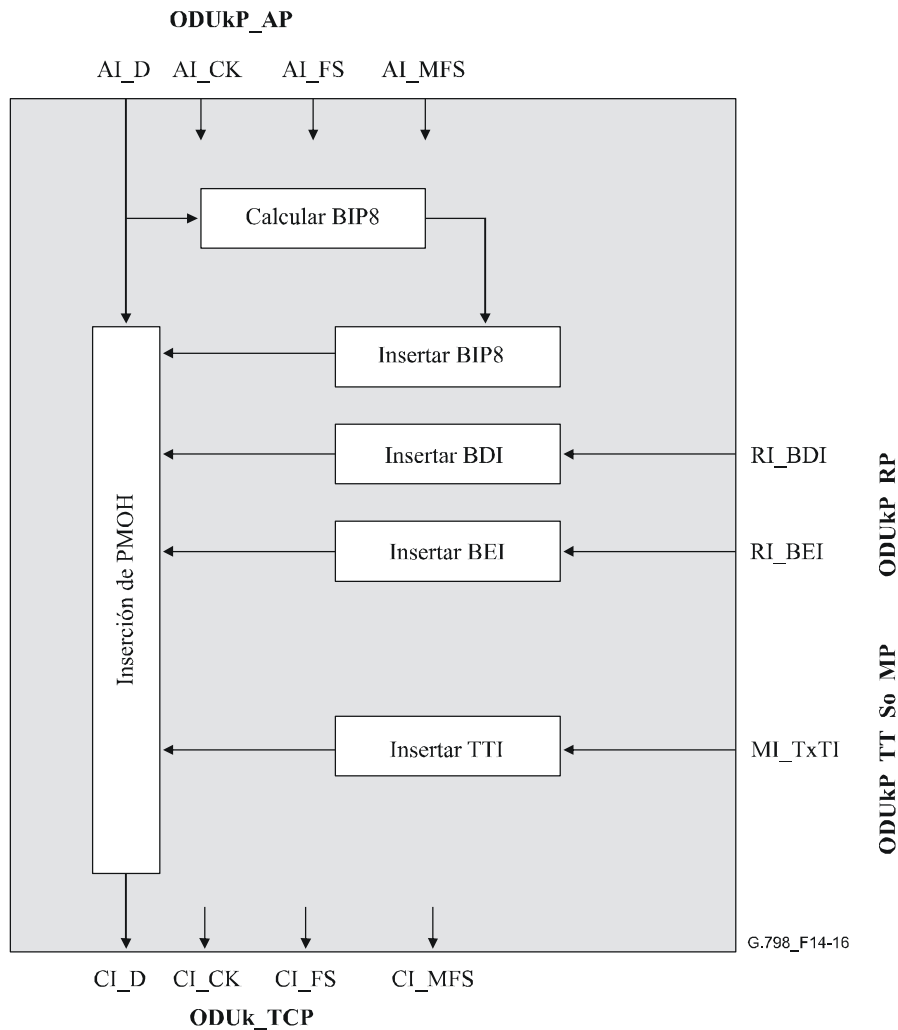 ODUkP_AP
AI_D AI_CK AI_FS AI_MFS
Calcular BIP8
Insertar BIP8
Insertar BDI
RI_BDI
Insertar BEI
RI_BEI
ODUkP_RP
Inserción de PMOH
Insertar TTI
MI_TxTI
ODUkP_TT_So_MP
G.798_F14-16
CI_D CI_CK CI_FS CI_MFS
ODUk_TCP